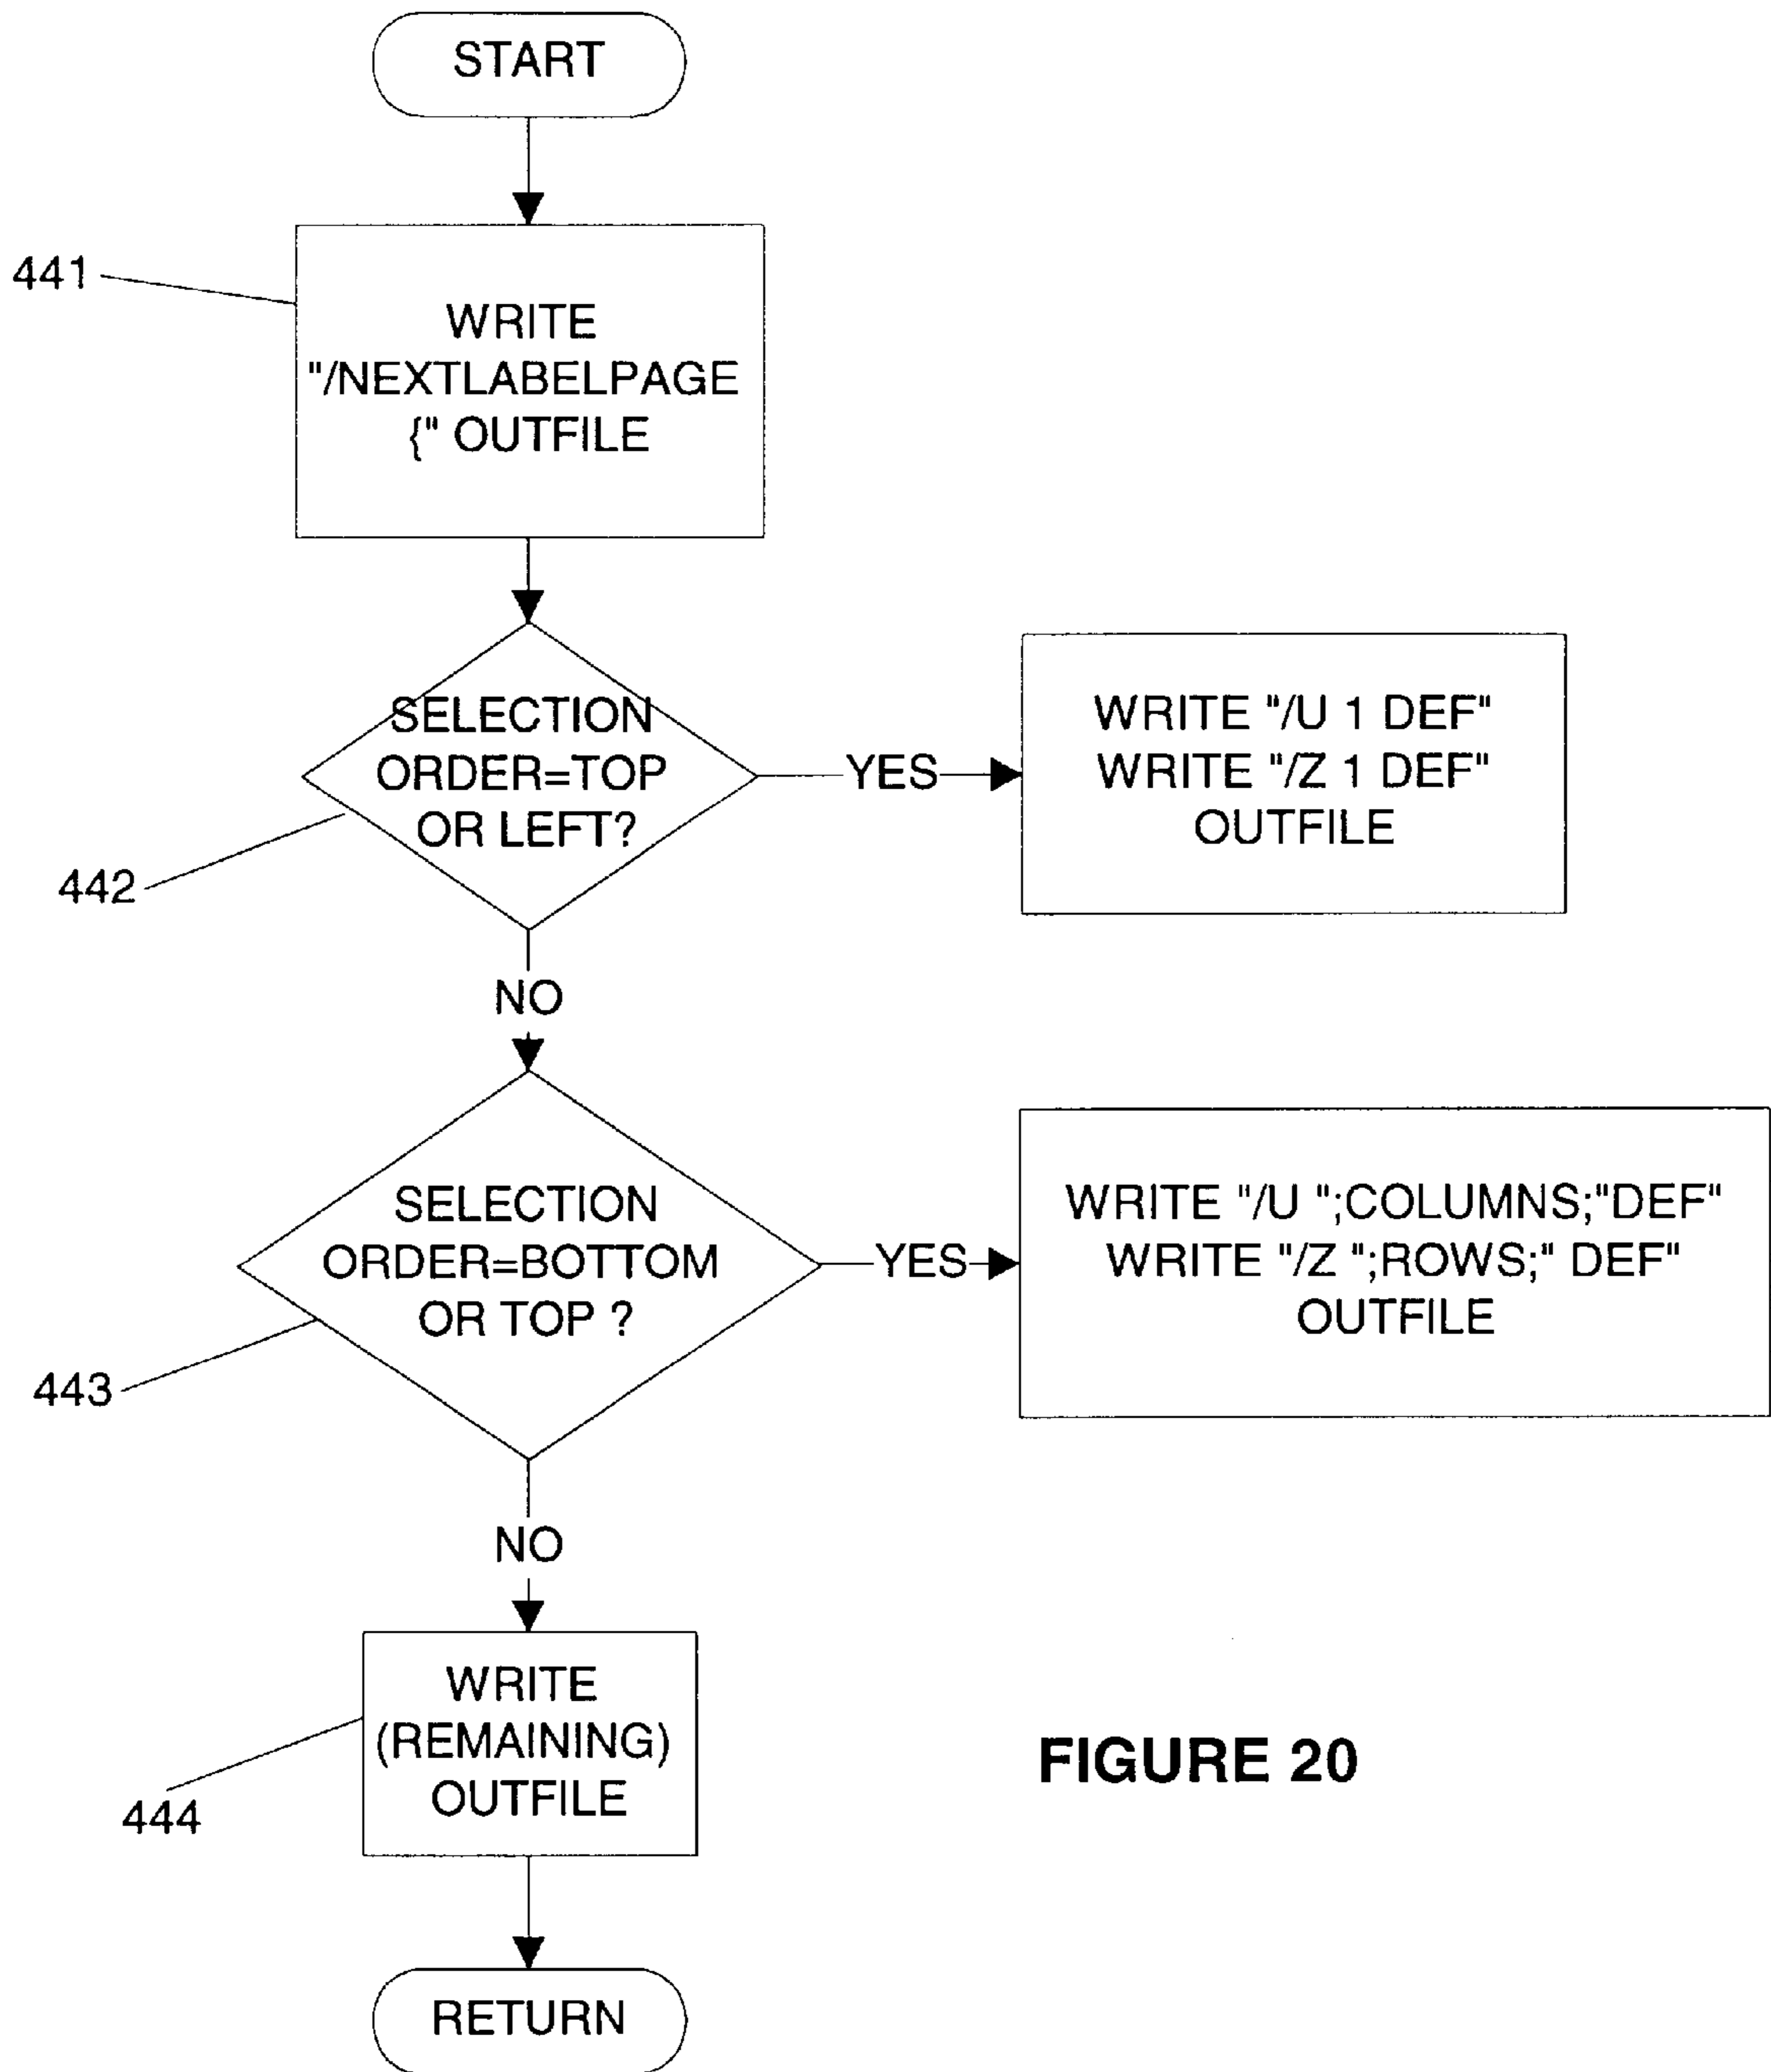 START
441
WRITE
"/NEXTLABELPAGE
{" OUTFILE
SELECTION
ORDER=TOP
OR LEFT?
YES
WRITE "/U 1 DEF"
WRITE "/Z 1 DEF"
OUTFILE
442
NO
SELECTION
ORDER=BOTTOM
OR TOP ?
YES
WRITE "/U ";COLUMNS;"DEF"
WRITE "/Z ";ROWS;" DEF"
OUTFILE
443
NO
WRITE
(REMAINING)
OUTFILE
444
FIGURE 20
RETURN